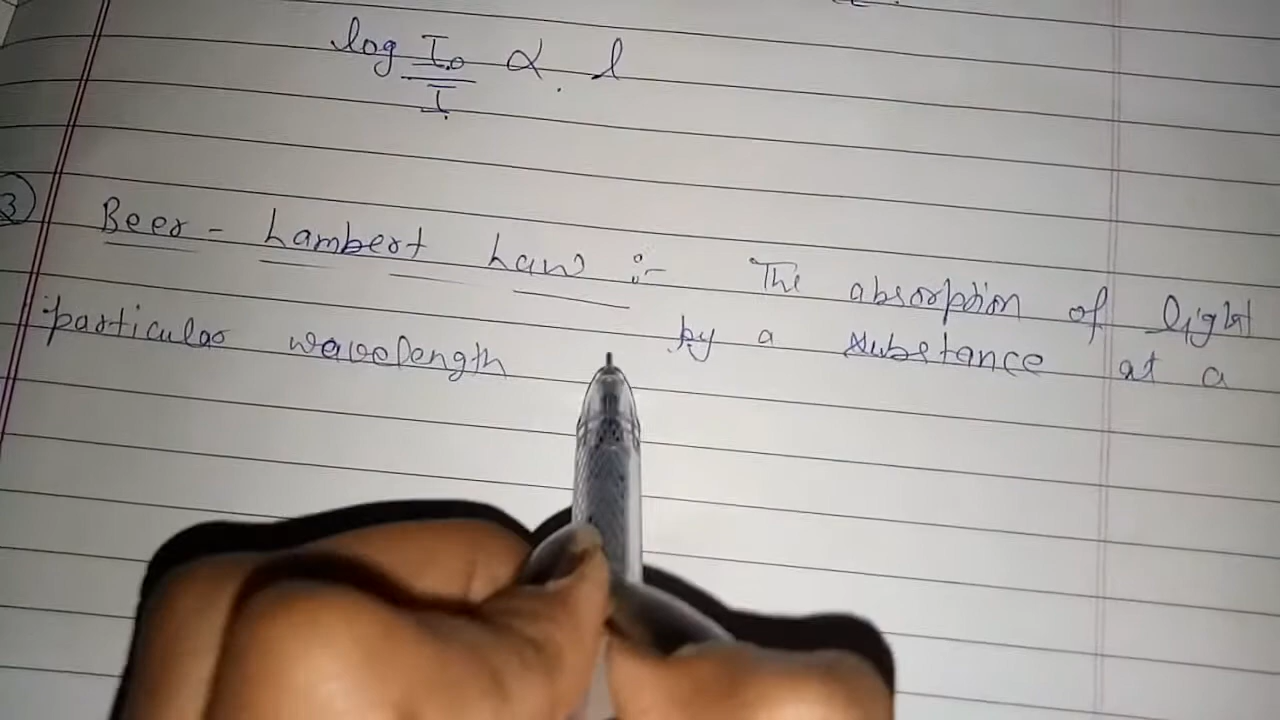 log I₀/I ∝ l
3 Beer - Lambert Law :- The absorption of light
by a substance at a
particular wavelength